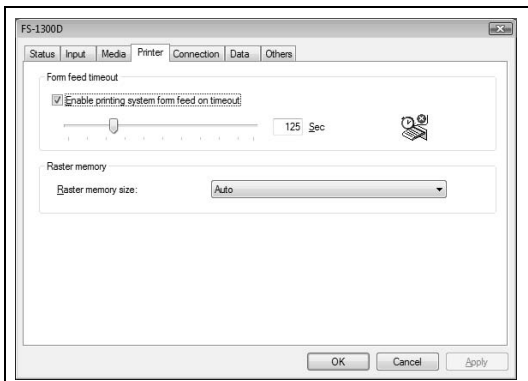 FS-1300D
Status Input Media Printer Connection Data Others
Form feed timeout
Enable printing system form feed on timeout
125 Sec
Raster memory
Raster memory size: Auto
OK Cancel Apply